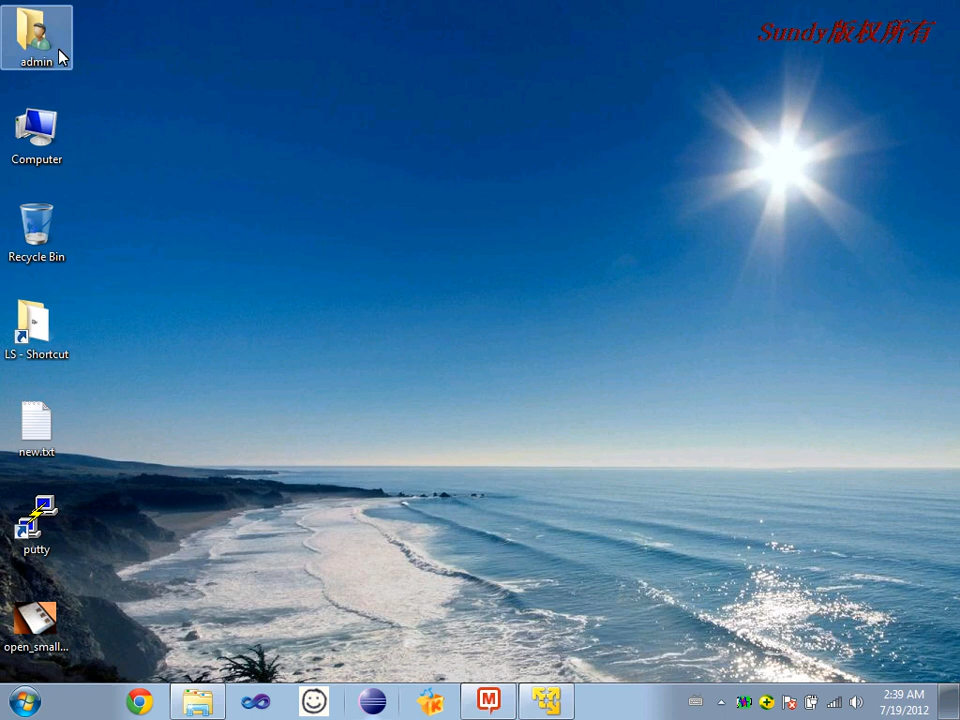 Sundy版权所有
admin
Computer
Recycle Bin
LS - Shortcut
new.txt
putty
open_small...
M
2:39 AM
7/19/2012